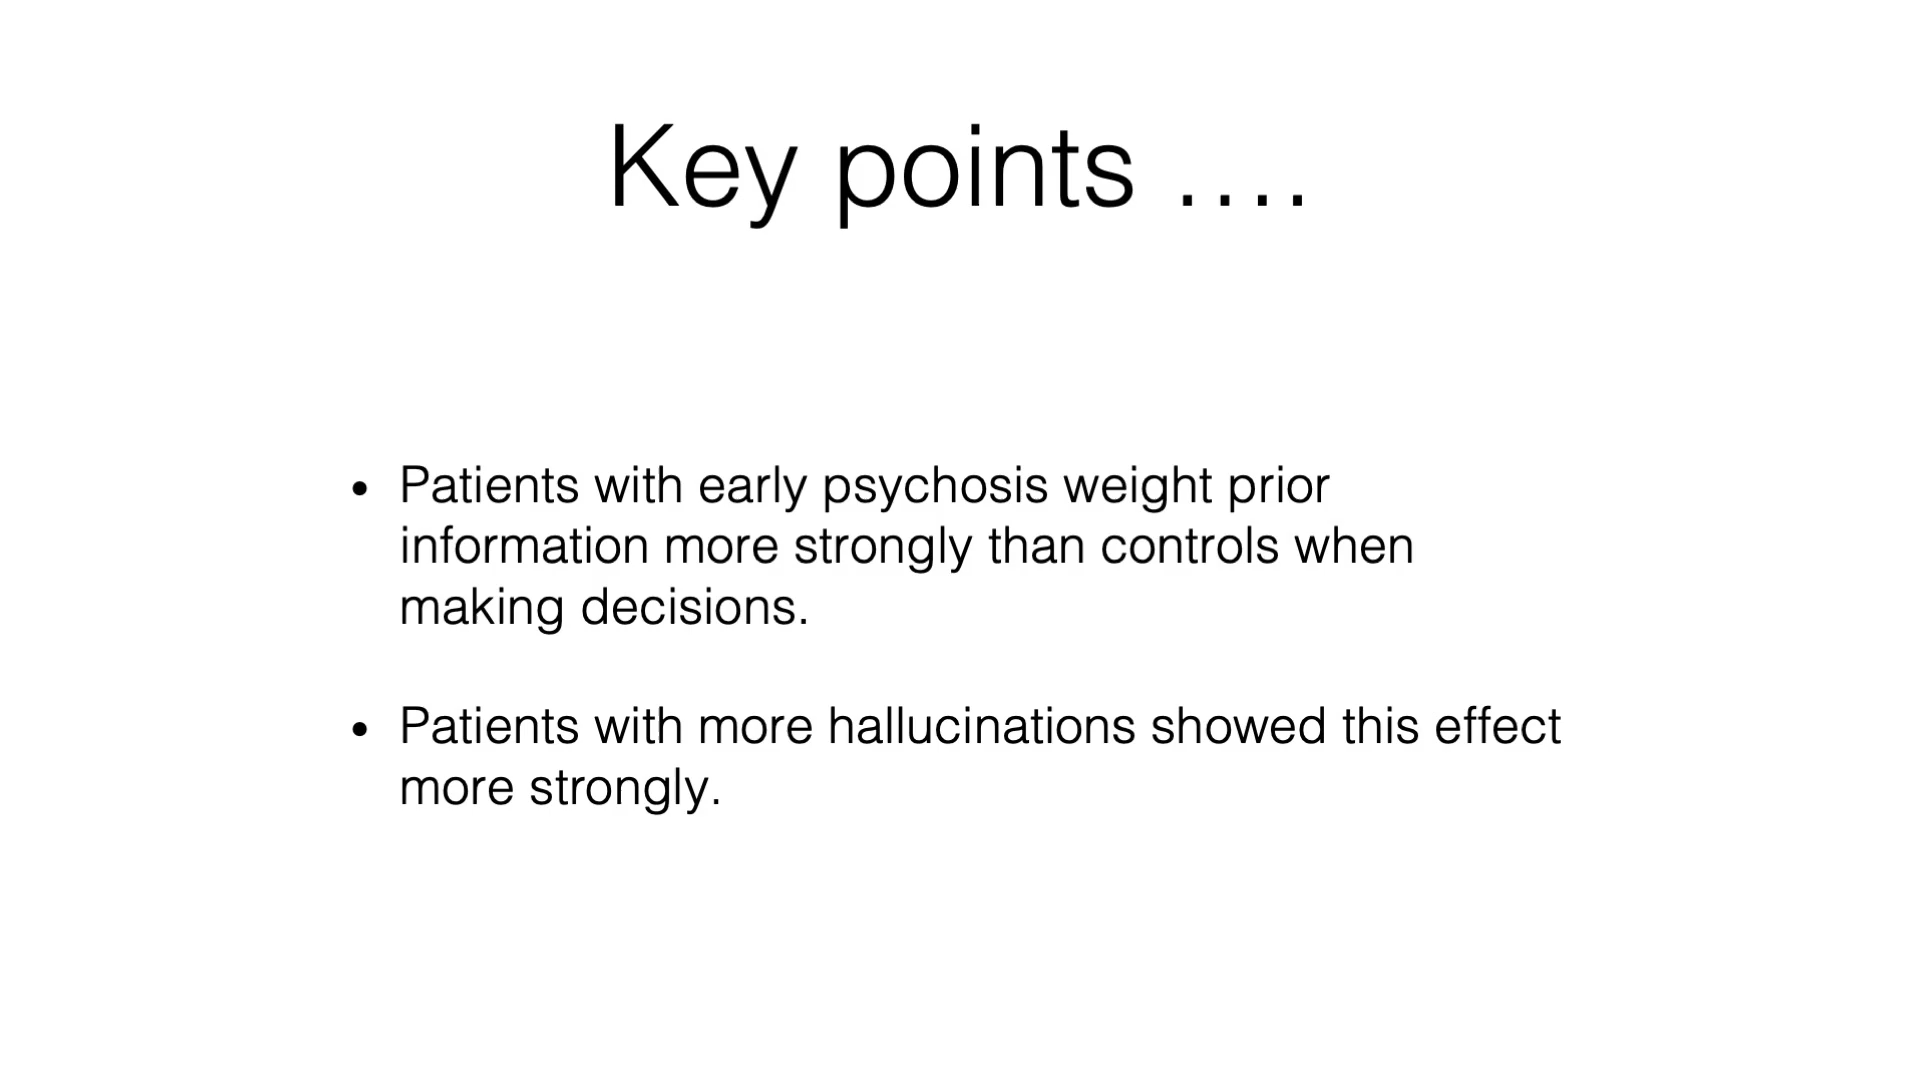 Key points ....
• Patients with early psychosis weight prior
information more strongly than controls when
making decisions.
• Patients with more hallucinations showed this effect
more strongly.